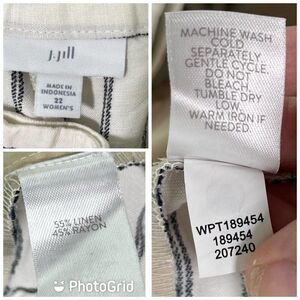 J.Jill
MADE IN
INDONESIA
22
WOMEN'S
MACHINE WASH
COLD
SEPARATELY
GENTLE CYCLE.
DO NOT
BLEACH.
TUMBLE DRY
LOW.
WARM IRON IF
NEEDED.
55% LINEN
45% RAYON
PhotoGrid
WPT189454
189454
207240